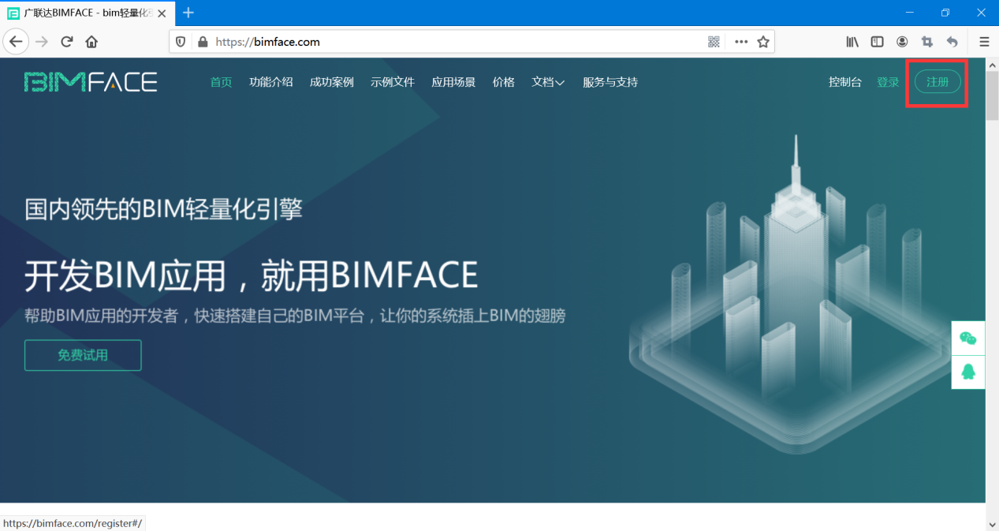 广联达BIMFACE - bim轻量化
https://bimface.com
BIMFACE
首页 功能介绍 成功案例 示例文件 应用场景 价格 文档 服务与支持 控制台 登录 注册
国内领先的BIM轻量化引擎
开发BIM应用，就用BIMFACE
帮助BIM应用的开发者，快速搭建自己的BIM平台，让你的系统插上BIM的翅膀
免费试用
https://bimface.com/register#/